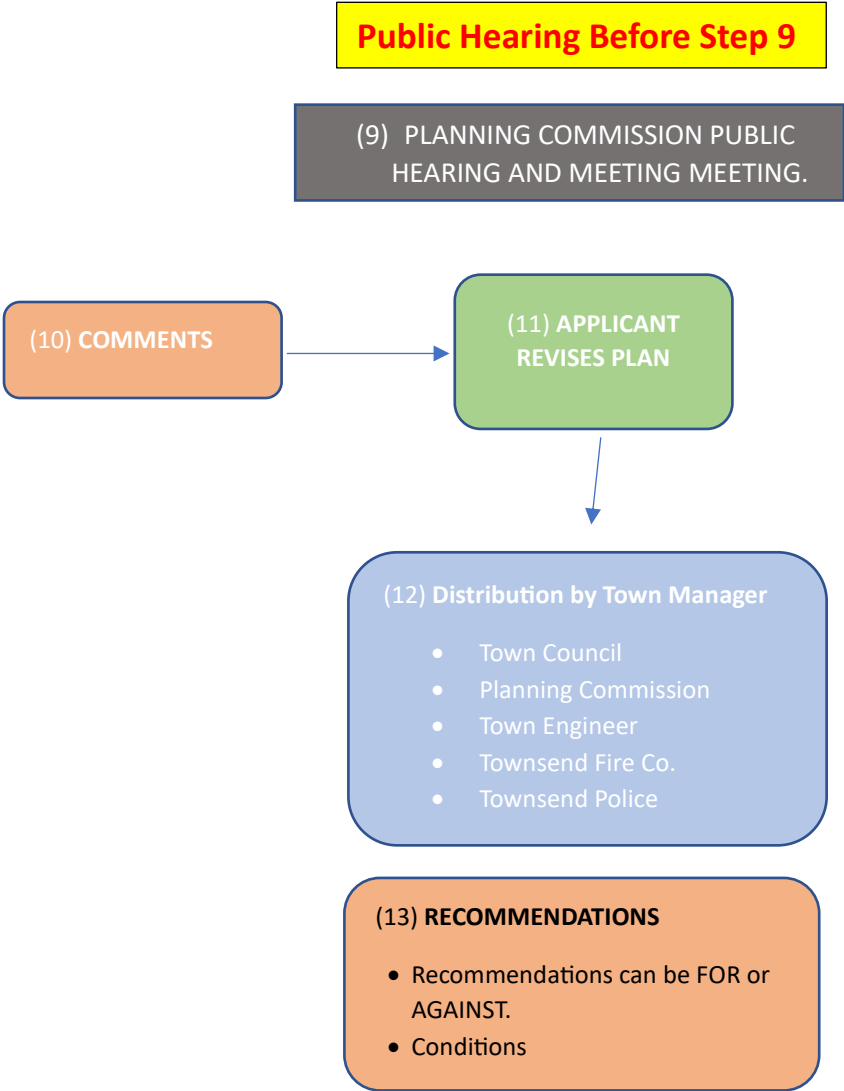 Public Hearing Before Step 9
(9) PLANNING COMMISSION PUBLIC
HEARING AND MEETING MEETING.
(10) COMMENTS
(11) APPLICANT
REVISES PLAN
(12) Distribution by Town Manager
• Town Council
• Planning Commission
• Town Engineer
• Townsend Fire Co.
• Townsend Police
(13) RECOMMENDATIONS
• Recommendations can be FOR or
AGAINST.
• Conditions